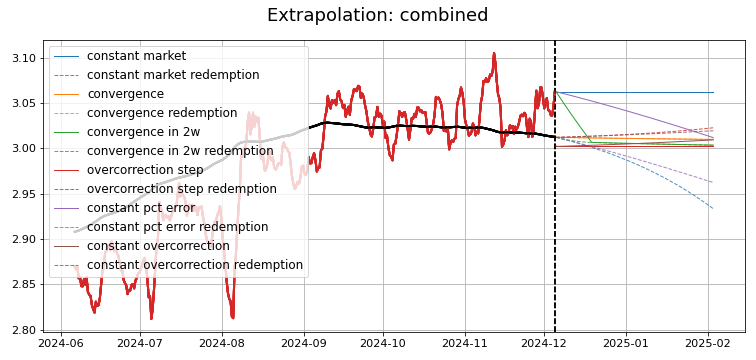 Extrapolation: combined
3.10
3.05
3.00
2.95
2.90
2.85
2.80
constant market
constant market redemption
convergence
convergence redemption
convergence in 2w
convergence in 2w redemption
overcorrection step
overcorrection step redemption
constant pct error
constant pct error redemption
constant overcorrection
constant overcorrection redemption
2024-06 2024-07 2024-08 2024-09 2024-10 2024-11 2024-12 2025-01 2025-02